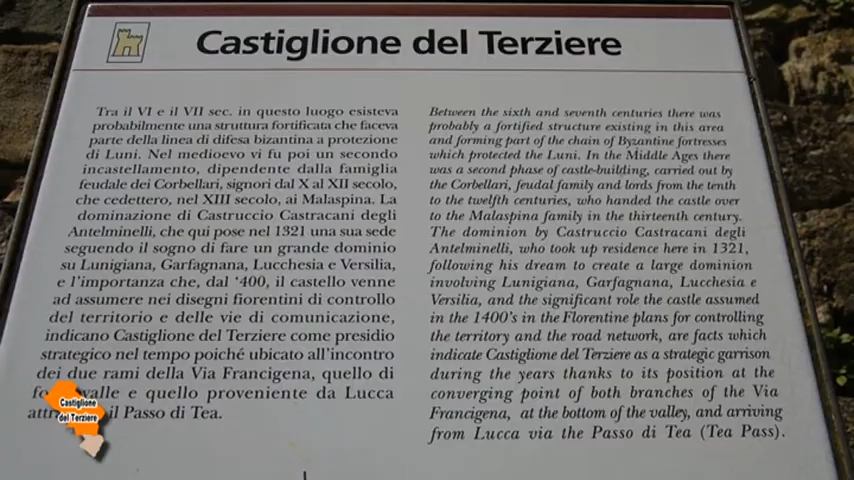 Castiglione del Terziere
Tra il VI e il VII sec. in questo luogo esisteva
probabilmente una struttura fortificata che faceva
parte della linea di difesa bizantina a protezione
di Luni. Nel medioevo vi fu poi un secondo
incastellamento, dipendente dalla famiglia
feudale dei Corbellari, signori dal X al XII secolo,
che cedettero, nel XIII secolo, ai Malaspina. La
dominazione di Castruccio Castracani degli
Antelminelli, che qui pose nel 1321 una sua sede
seguendo il sogno di fare un grande dominio
su Lunigiana, Garfagnana, Lucchesia e Versilia,
e l'importanza che, dal '400, il castello venne
ad assumere nei disegni fiorentini di controllo
del territorio e delle vie di comunicazione,
indicano Castiglione del Terziere come presidio
strategico nel tempo poiché ubicato all'incontro
dei due rami della Via Francigena, quello di
e quello proveniente da Lucca
il Passo di Tea.
Between the sixth and seventh centuries there was
probably a fortified structure existing in this area
and forming part of the chain of Byzantine fortresses
which protected the Luni. In the Middle Ages there
was a second phase of castle-building, carried out by
the Corbellari, feudal family and lords from the tenth
to the twelfth centuries, who handed the castle over
to the Malaspina family in the thirteenth century.
The dominion by Castruccio Castracani degli
Antelminelli, who took up residence here in 1321,
following his dream to create a large dominion
involving Lunigiana, Garfagnana, Lucchesia e
Versilia, and the significant role the castle assumed
in the 1400's in the Florentine plans for controlling
the territory and the road network, are facts which
indicate Castiglione del Terziere as a strategic garrison
during the years thanks to its position at the
converging point of both branches of the Via
Francigena, at the bottom of the valley, and arriving
from Lucca via the Passo di Tea (Tea Pass).
Castiglione
del Terziere